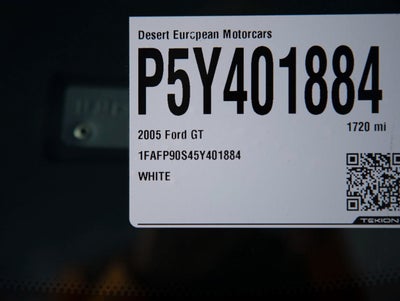 Desert European Motorcars
P5Y401884
2005 Ford GT
1720 mi
1FAFP90S45Y401884
WHITE
TEKION